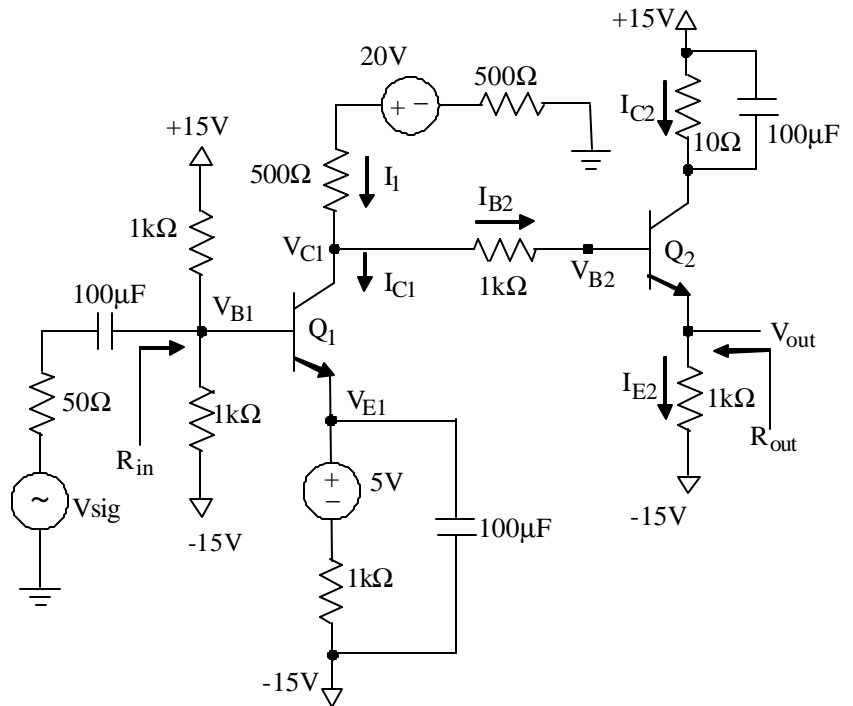 +15V
20V
500Ω
+ −
I_C2
10Ω
100μF
+15V
500Ω
I_1
I_B2
1kΩ
V_C1
Q_2
I_C1
1kΩ
V_B2
100μF
V_B1
Q_1
V_out
50Ω
1kΩ
V_E1
I_E2
1kΩ
R_in
R_out
+
−
5V
~
Vsig
-15V
100μF
-15V
1kΩ
-15V